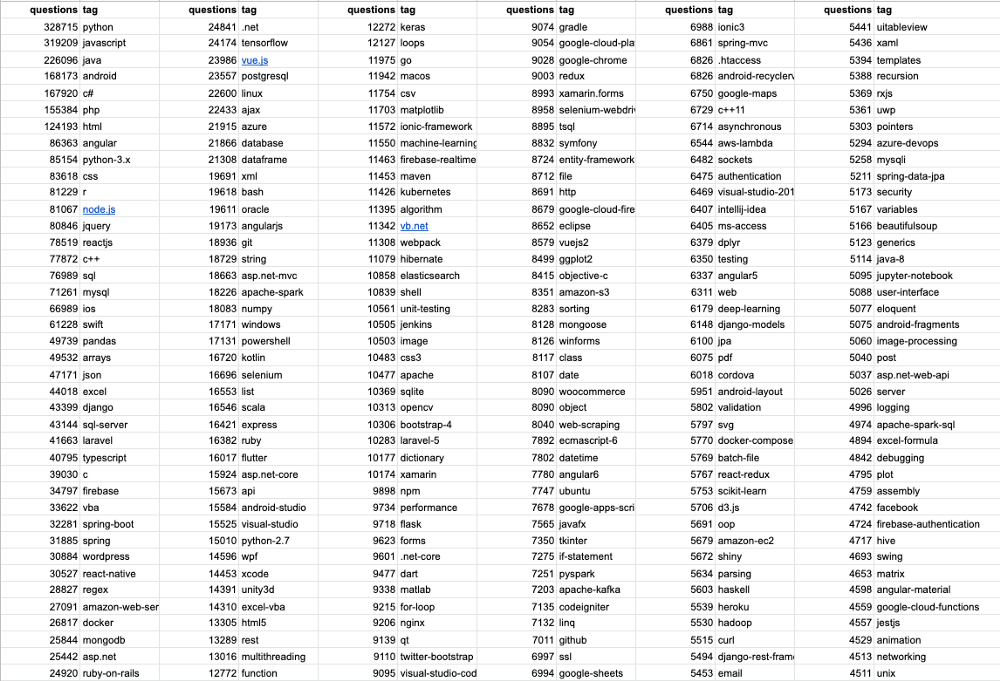 questions tag questions tag questions tag questions tag questions tag questions tag
328715 python 24841 .net 12272 keras 9074 gradle 6988 ionic3 5441 uitableview
319209 javascript 24174 tensorflow 12127 loops 9054 google-cloud-pla 6861 spring-mvc 5436 xaml
226096 java 23986 vue.js 11975 go 9028 google-chrome 6826 .htaccess 5394 templates
168173 android 23557 postgresql 11942 macos 9003 redux 6826 android-recyclerv 5388 recursion
167920 c# 22600 linux 11754 csv 8993 xamarin.forms 6750 google-maps 5369 rxjs
155384 php 22433 ajax 11703 matplotlib 8958 selenium-webdriv 6729 c++11 5361 uwp
124193 html 21915 azure 11572 ionic-framework 8895 tsql 6714 asynchronous 5303 pointers
86363 angular 21866 database 11550 machine-learning 8832 symfony 6544 aws-lambda 5294 azure-devops
85154 python-3.x 21308 dataframe 11463 firebase-realtime 8724 entity-framework 6482 sockets 5258 mysqli
83618 css 19691 xml 11453 maven 8712 file 6475 authentication 5211 spring-data-jpa
81229 r 19618 bash 11426 kubernetes 8691 http 6469 visual-studio-201 5173 security
81067 node.js 19611 oracle 11395 algorithm 8679 google-cloud-fire 6407 intellij-idea 5167 variables
80846 jquery 19173 angularjs 11342 vb.net 8652 eclipse 6405 ms-access 5166 beautifulsoup
78519 reactjs 18936 git 11308 webpack 8579 vuejs2 6379 dplyr 5123 generics
77872 c++ 18729 string 11079 hibernate 8499 ggplot2 6350 testing 5114 java-8
76989 sql 18663 asp.net-mvc 10858 elasticsearch 8415 objective-c 6337 angular5 5095 jupyter-notebook
71261 mysql 18226 apache-spark 10839 shell 8351 amazon-s3 6311 web 5088 user-interface
66989 ios 18083 numpy 10561 unit-testing 8283 sorting 6179 deep-learning 5077 eloquent
61228 swift 17171 windows 10505 jenkins 8128 mongoose 6148 django-models 5075 android-fragments
49739 pandas 17131 powershell 10503 image 8126 winforms 6100 jpa 5060 image-processing
49532 arrays 16720 kotlin 10483 css3 8117 class 6075 pdf 5040 post
47171 json 16696 selenium 10477 apache 8107 date 6018 cordova 5037 asp.net-web-api
44018 excel 16553 list 10369 sqlite 8090 woocommerce 5951 android-layout 5026 server
43399 django 16546 scala 10313 opencv 8090 object 5802 validation 4996 logging
43144 sql-server 16421 express 10306 bootstrap-4 8040 web-scraping 5797 svg 4974 apache-spark-sql
41663 laravel 16382 ruby 10283 laravel-5 7892 ecmascript-6 5770 docker-compose 4894 excel-formula
40795 typescript 16017 flutter 10177 dictionary 7802 datetime 5769 batch-file 4842 debugging
39030 c 15924 asp.net-core 10174 xamarin 7780 angular6 5767 react-redux 4795 plot
34797 firebase 15673 api 9898 npm 7747 ubuntu 5753 scikit-learn 4759 assembly
33622 vba 15584 android-studio 9734 performance 7678 google-apps-scri 5706 d3.js 4742 facebook
32281 spring-boot 15525 visual-studio 9718 flask 7565 javafx 5691 oop 4724 firebase-authentication
31885 spring 15010 python-2.7 9623 forms 7350 tkinter 5679 amazon-ec2 4717 hive
30884 wordpress 14596 wpf 9601 .net-core 7275 if-statement 5672 shiny 4693 swing
30527 react-native 14453 xcode 9477 dart 7251 pyspark 5634 parsing 4653 matrix
28827 regex 14391 unity3d 9338 matlab 7203 apache-kafka 5603 haskell 4598 angular-material
27091 amazon-web-ser 14310 excel-vba 9215 for-loop 7135 codeigniter 5539 heroku 4559 google-cloud-functions
26817 docker 13305 html5 9206 nginx 7132 linq 5530 hadoop 4557 jestjs
25844 mongodb 13289 rest 9139 qt 7011 github 5515 curl 4529 animation
25442 asp.net 13016 multithreading 9110 twitter-bootstrap 6997 ssl 5494 django-rest-fram 4513 networking
24920 ruby-on-rails 12772 function 9095 visual-studio-cod 6994 google-sheets 5453 email 4511 unix